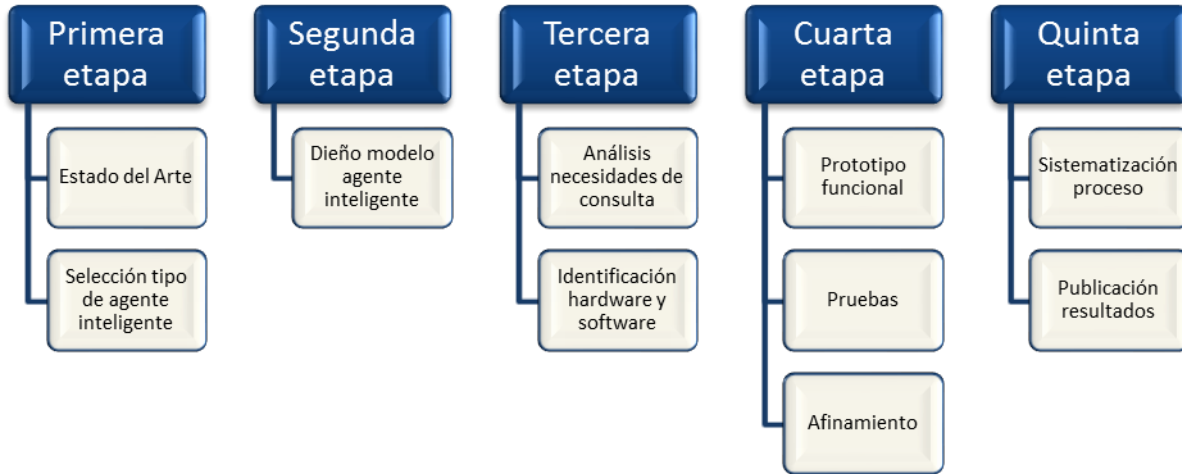 Primera
etapa
Estado del Arte
Selección tipo
de agente
inteligente
Segunda
etapa
Dieño modelo
agente
inteligente
Tercera
etapa
Análisis
necesidades de
consulta
Identificación
hardware y
software
Cuarta
etapa
Prototipo
funcional
Pruebas
Afinamiento
Quinta
etapa
Sistematización
proceso
Publicación
resultados